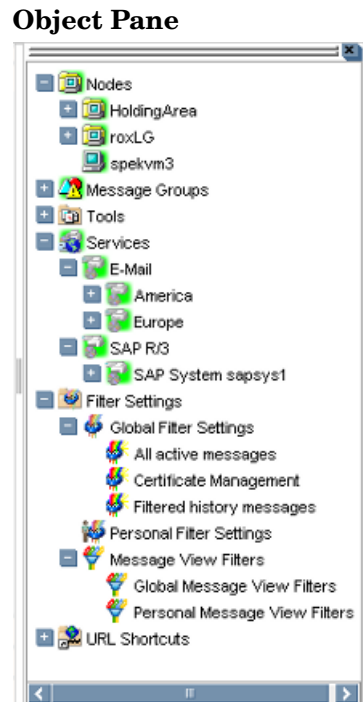 Object Pane
Nodes
HoldingArea
roxLG
spekvm3
Message Groups
Tools
Services
E-Mail
America
Europe
SAP R/3
SAP System sapsys1
Filter Settings
Global Filter Settings
All active messages
Certificate Management
Filtered history messages
Personal Filter Settings
Message View Filters
Global Message View Filters
Personal Message View Filters
URL Shortcuts